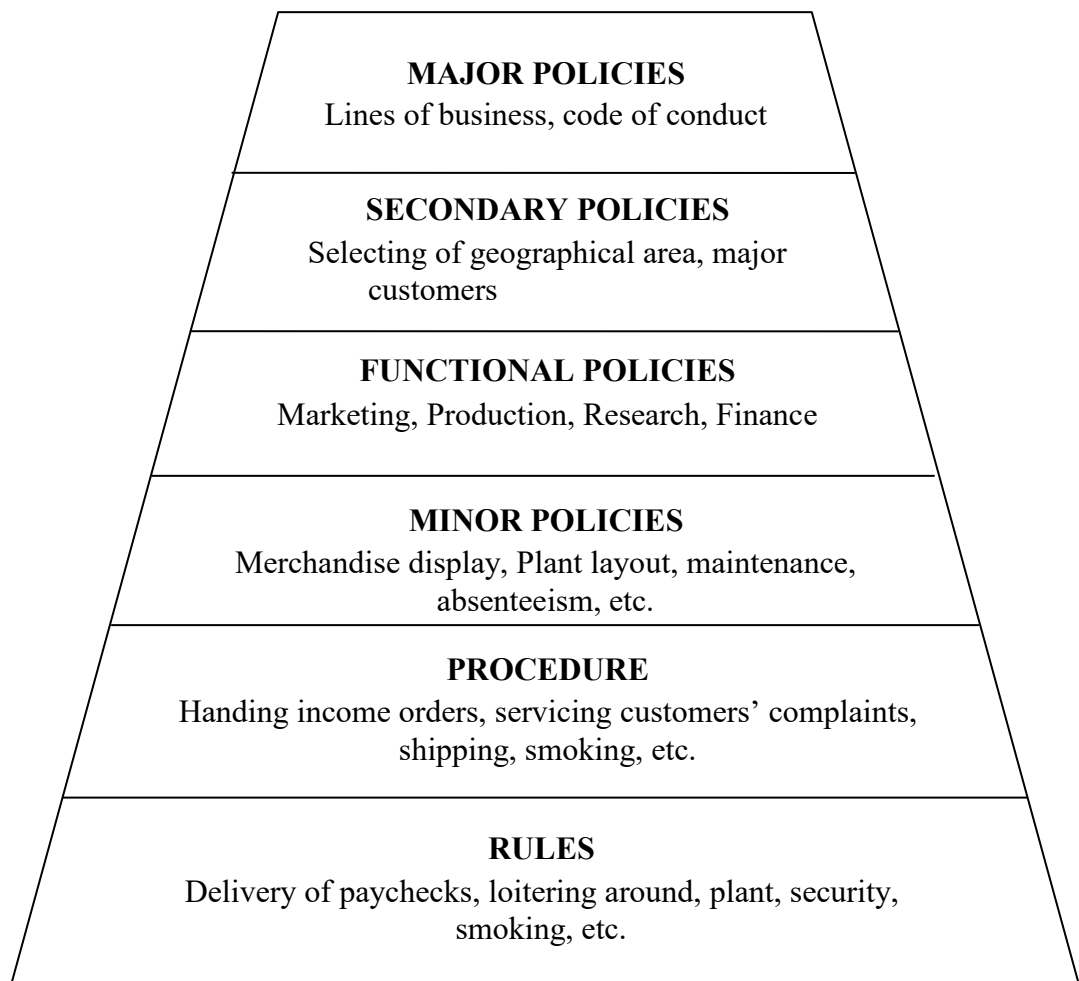 MAJOR POLICIES
Lines of business, code of conduct
SECONDARY POLICIES
Selecting of geographical area, major
customers
FUNCTIONAL POLICIES
Marketing, Production, Research, Finance
MINOR POLICIES
Merchandise display, Plant layout, maintenance,
absenteeism, etc.
PROCEDURE
Handing income orders, servicing customers’ complaints,
shipping, smoking, etc.
RULES
Delivery of paychecks, loitering around, plant, security,
smoking, etc.